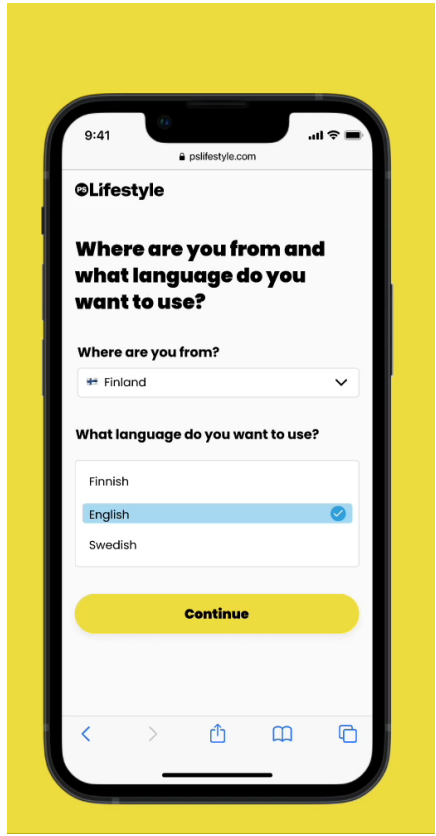 9:41
pslifestyle.com
PS Lifestyle
Where are you from and
what language do you
want to use?
Where are you from?
Finland
What language do you want to use?
Finnish
English
Swedish
Continue